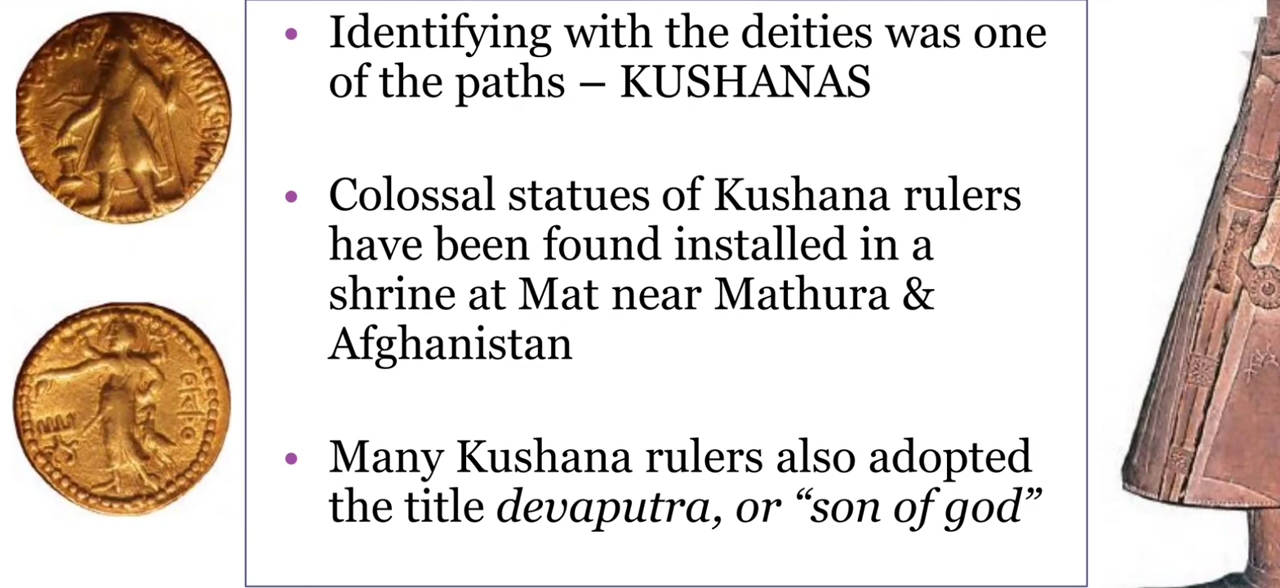 • Identifying with the deities was one
of the paths – KUSHANAS
• Colossal statues of Kushana rulers
have been found installed in a
shrine at Mat near Mathura &
Afghanistan
• Many Kushana rulers also adopted
the title devaputra, or “son of god”